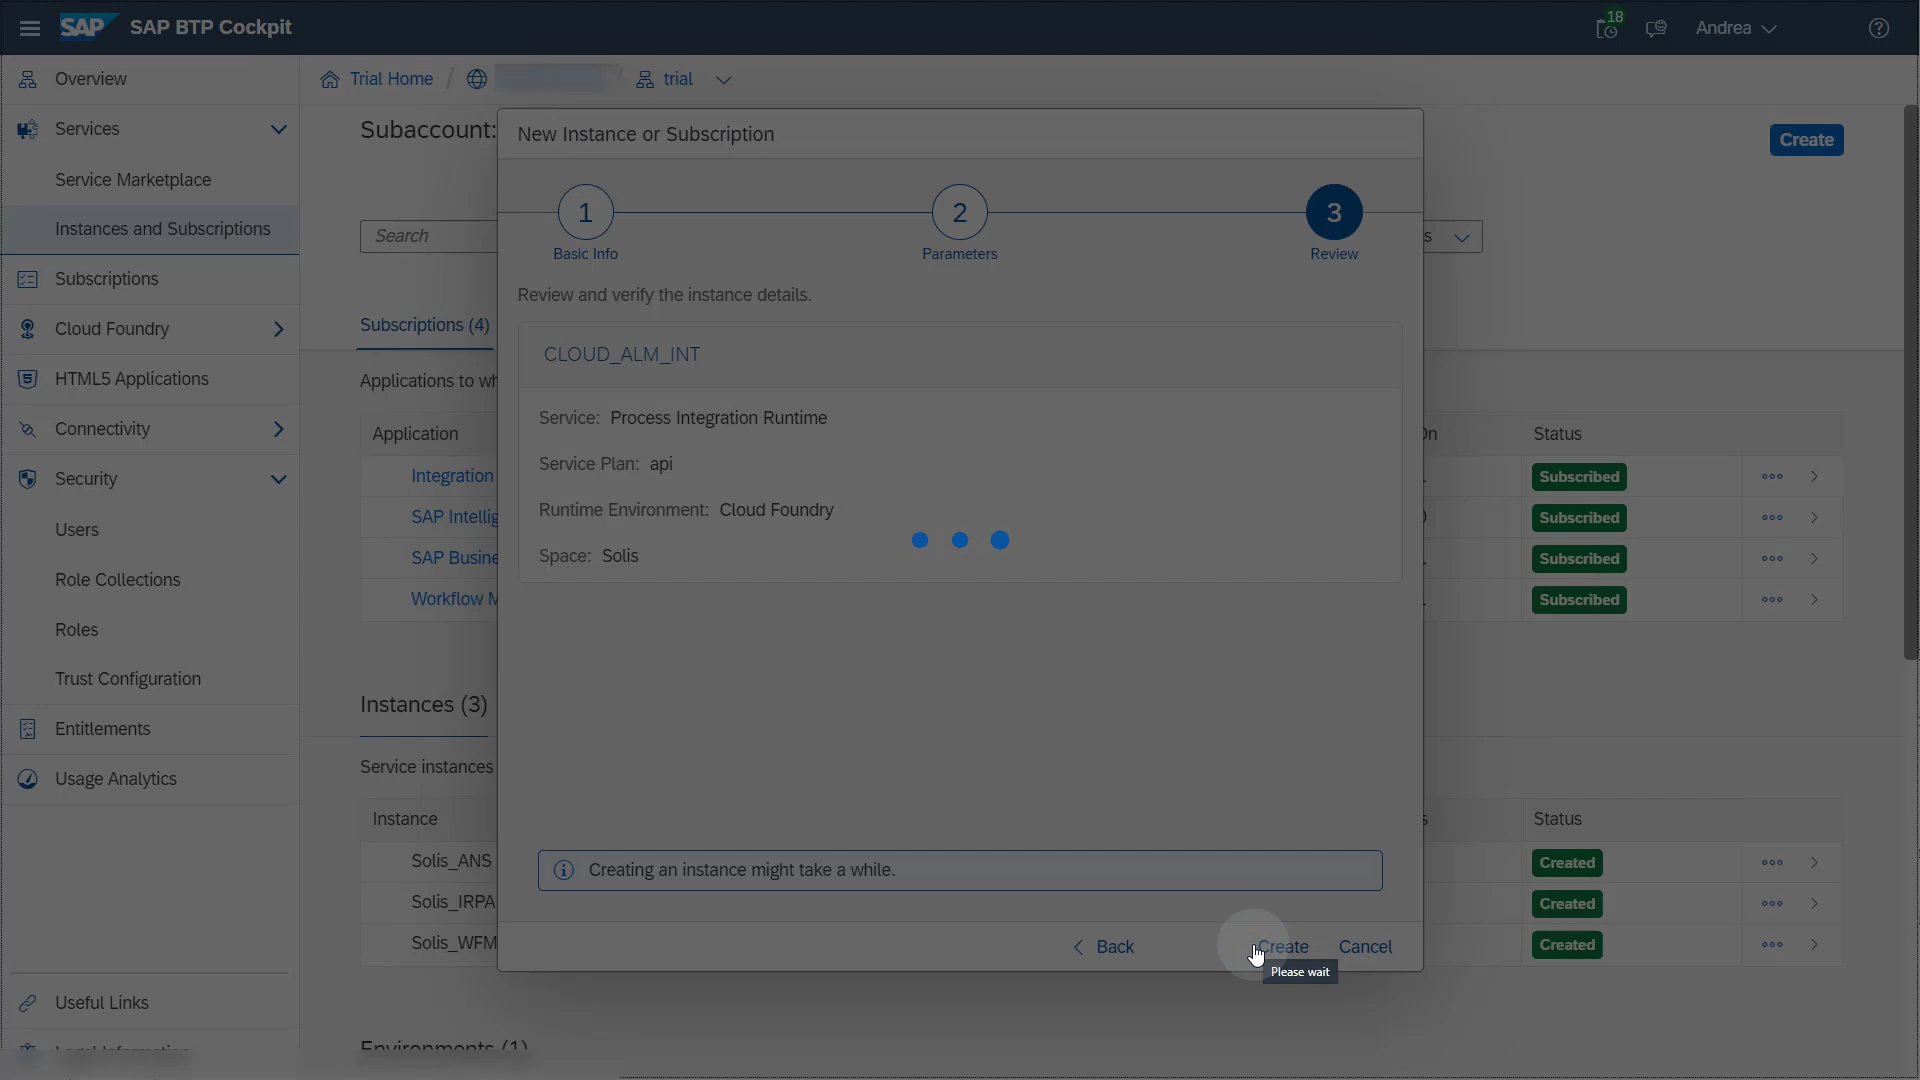 SAP SAP BTP Cockpit
18
Andrea
Overview
Services
Service Marketplace
Instances and Subscriptions
Subscriptions
Cloud Foundry
HTML5 Applications
Connectivity
Security
Users
Role Collections
Roles
Trust Configuration
Entitlements
Usage Analytics
Useful Links
Legal Information
Trial Home / / trial
Subaccount:
Create
Search
s
Subscriptions (4)
Applications to wh
Application
On
Status
Integration
Subscribed
SAP Intellig
Subscribed
SAP Busine
Subscribed
Workflow M
Subscribed
Instances (3)
Service instances
Instance
s
Status
Solis_ANS
Created
Solis_IRPA
Created
Solis_WFM
Created
Environments (1)
New Instance or Subscription
1
2
3
Basic Info
Parameters
Review
Review and verify the instance details.
CLOUD_ALM_INT
Service: Process Integration Runtime
Service Plan: api
Runtime Environment: Cloud Foundry
Space: Solis
Creating an instance might take a while.
Back
Create
Cancel
Please wait